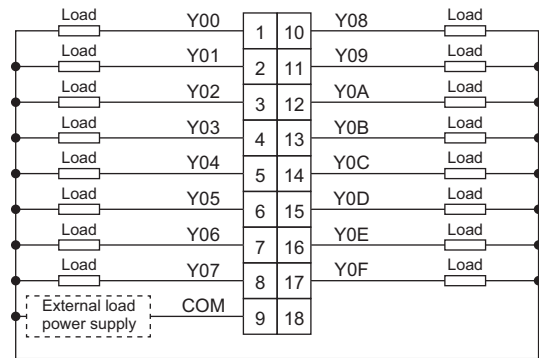 Load Y00 1 10 Y08 Load
Load Y01 2 11 Y09 Load
Load Y02 3 12 Y0A Load
Load Y03 4 13 Y0B Load
Load Y04 5 14 Y0C Load
Load Y05 6 15 Y0D Load
Load Y06 7 16 Y0E Load
Load Y07 8 17 Y0F Load
External load
power supply
COM 9 18